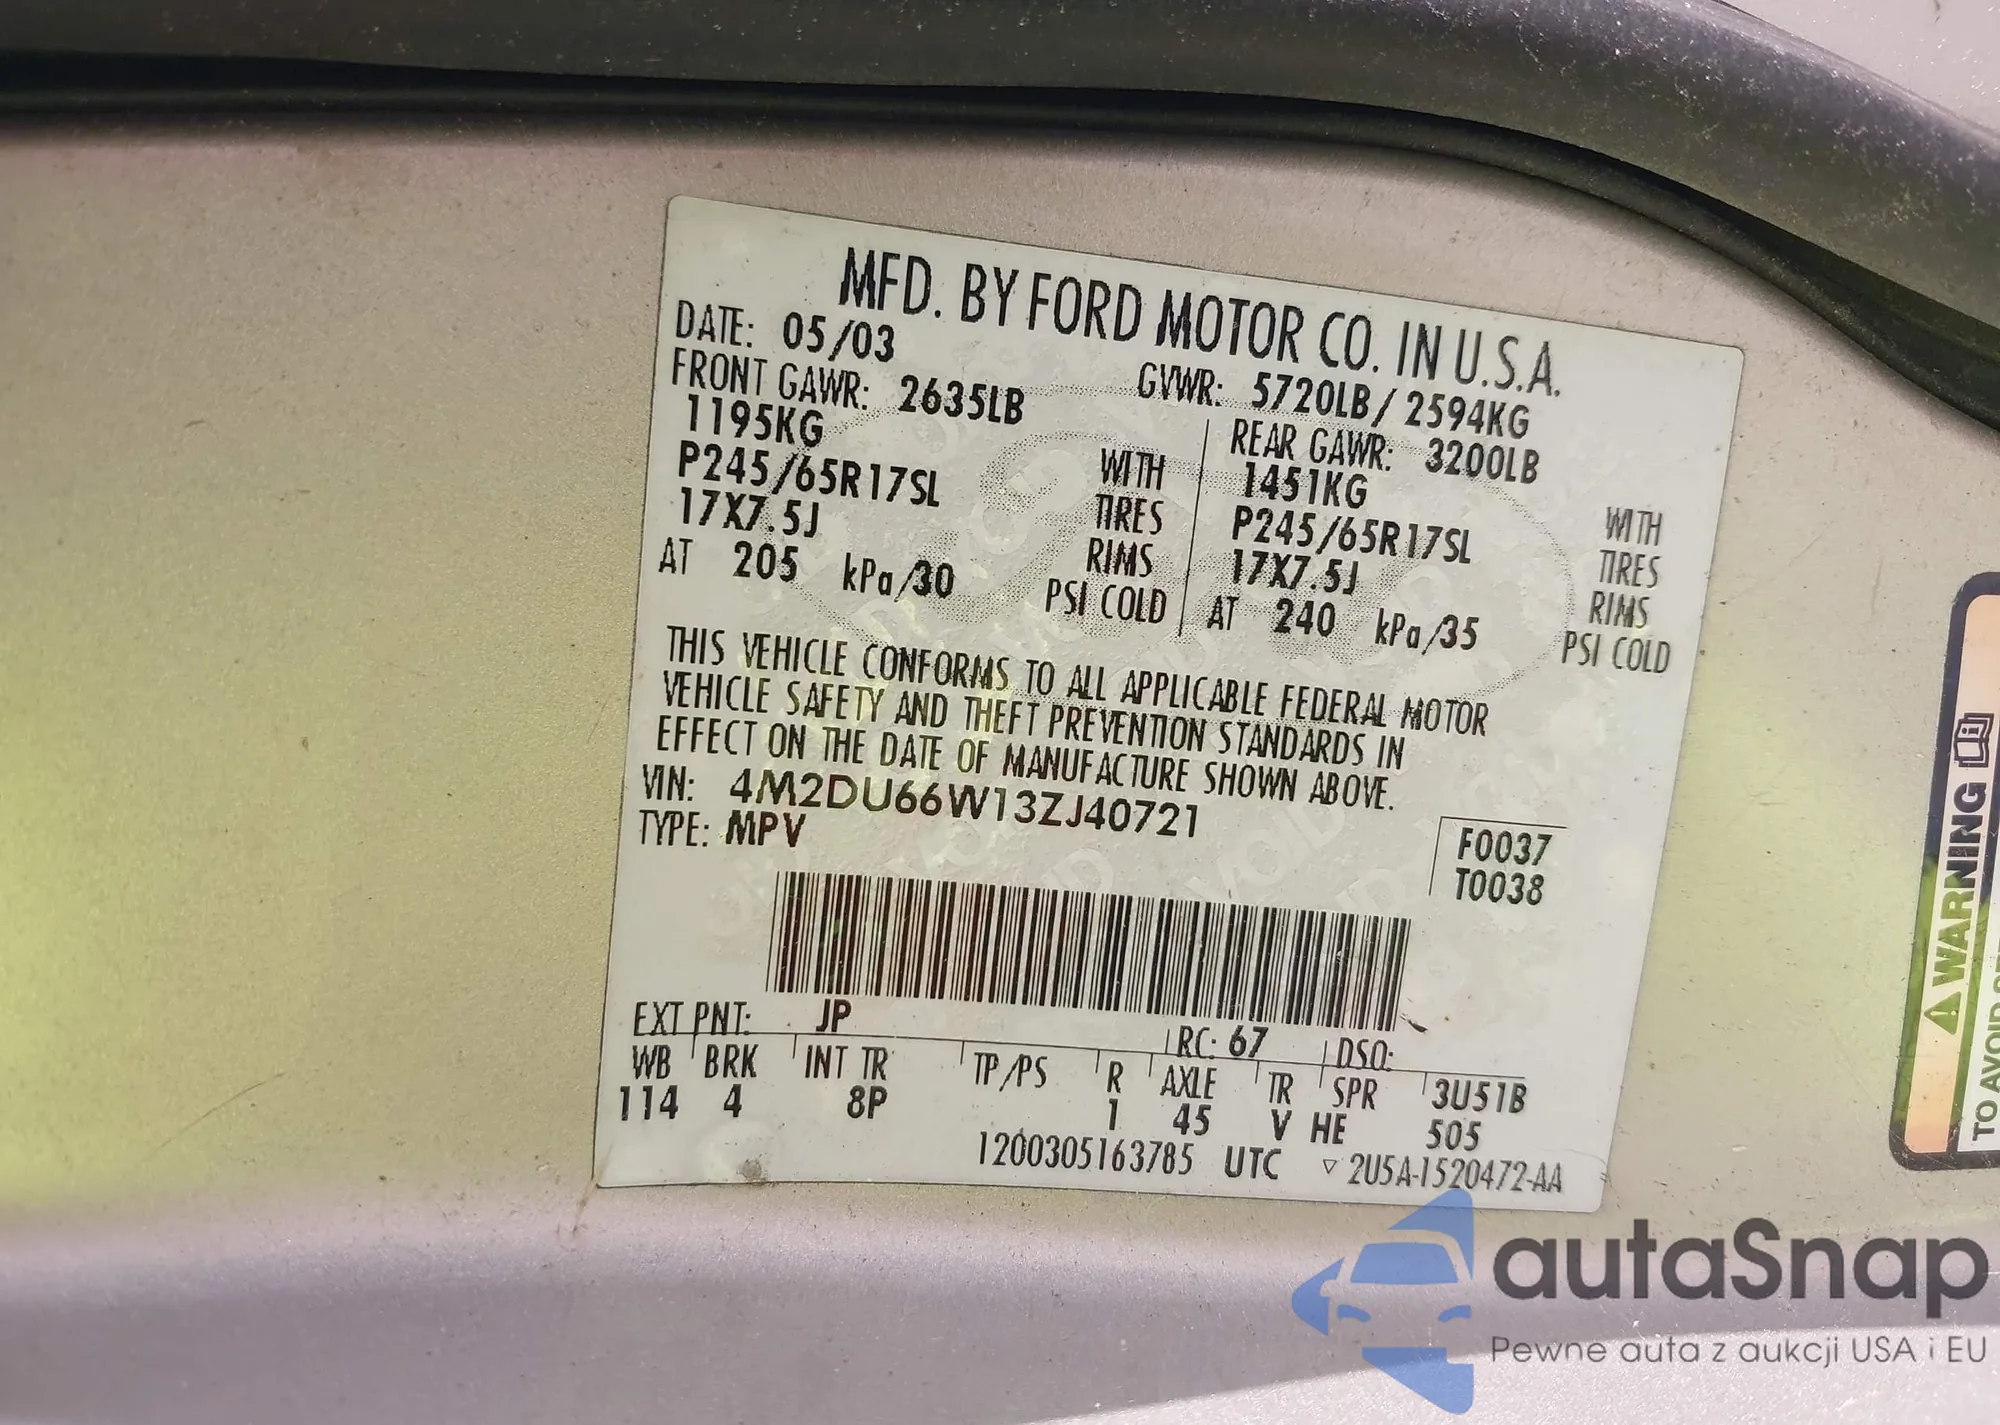 MFD. BY FORD MOTOR CO. IN U.S.A.
DATE: 05/03 GVWR: 5720LB / 2594KG
FRONT GAWR: 2635LB REAR GAWR: 3200LB
1195KG WITH 1451KG WITH
P245/65R17SL TIRES P245/65R17SL TIRES
17X7.5J RIMS 17X7.5J RIMS
AT 205 kPa/30 PSI COLD AT 240 kPa/35 PSI COLD
THIS VEHICLE CONFORMS TO ALL APPLICABLE FEDERAL MOTOR
VEHICLE SAFETY AND THEFT PREVENTION STANDARDS IN
EFFECT ON THE DATE OF MANUFACTURE SHOWN ABOVE.
VIN: 4M2DU66W13ZJ40721
TYPE: MPV
F0037
T0038
EXT PNT: JP RC: 67 DSO:
WB BRK INT TR TP/PS R AXLE TR SPR 3U51B
114 4 8P 1 45 V HE 505
1200305163785 UTC ▽ 2U5A-1520472-AA
⚠ WARNING
TO AVOID
autaSnap
Pewne auta z aukcji USA i EU